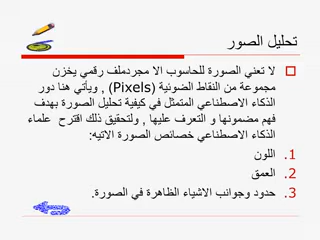 تحليل الصور
لا تعني الصورة للحاسوب الا مجردملف رقمي يخزن
مجموعة من النقاط الضوئية (Pixels) , ويأتي هنا دور
الذكاء الاصطناعي المتمثل في كيفية تحليل الصورة بهدف
فهم مضمونها و التعرف عليها , ولتحقيق ذلك اقترح علماء
الذكاء الاصطناعي خصائص الصورة الاتيه:
1. اللون
2. العمق
3. حدود وجوانب الاشياء الظاهرة في الصورة.